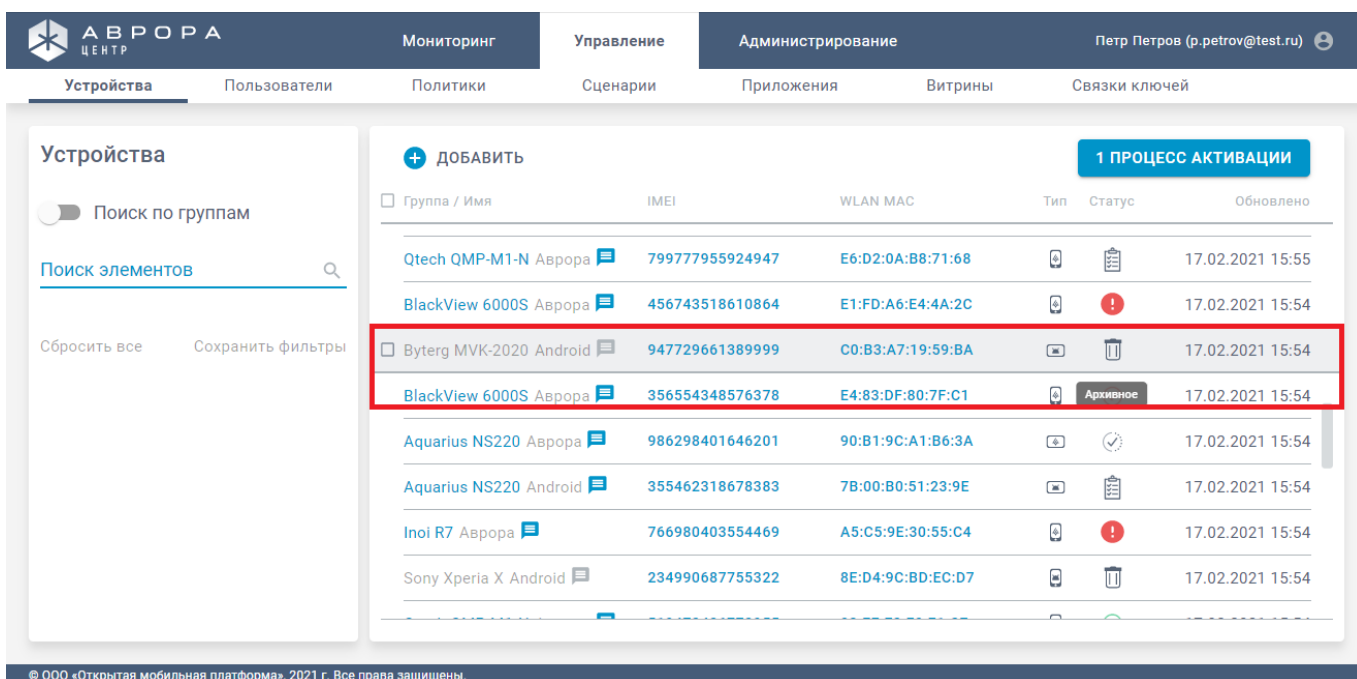 АВРОРА
ЦЕНТР
Мониторинг Управление Администрирование Петр Петров (p.petrov@test.ru)
Устройства Пользователи Политики Сценарии Приложения Витрины Связки ключей
Устройства
ДОБАВИТЬ 1 ПРОЦЕСС АКТИВАЦИИ
Поиск по группам
Группа / Имя IMEI WLAN MAC Тип Статус Обновлено
Поиск элементов
Qtech QMP-M1-N Аврора 799777955924947 E6:D2:0A:B8:71:68 17.02.2021 15:55
BlackView 6000S Аврора 456743518610864 E1:FD:A6:E4:4A:2C 17.02.2021 15:54
Сбросить все Сохранить фильтры
Byterg MVK-2020 Android 947729661389999 C0:B3:A7:19:59:BA 17.02.2021 15:54
BlackView 6000S Аврора 356554348576378 E4:83:DF:80:7F:C1 Архивное 17.02.2021 15:54
Aquarius NS220 Аврора 986298401646201 90:B1:9C:A1:B6:3A 17.02.2021 15:54
Aquarius NS220 Android 355462318678383 7B:00:B0:51:23:9E 17.02.2021 15:54
Inoi R7 Аврора 766980403554469 A5:C5:9E:30:55:C4 17.02.2021 15:54
Sony Xperia X Android 234990687755322 8E:D4:9C:BD:EC:D7 17.02.2021 15:54
© ООО «Открытая мобильная платформа», 2021 г. Все права защищены.